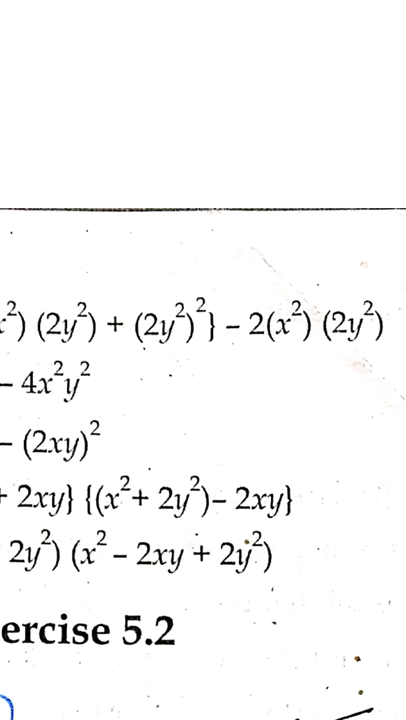 ²) (2y²) + (2y²)²} – 2(x²) (2y²)
– 4x²y²
– (2xy)²
+ 2xy} {(x²+ 2y²)– 2xy}
2y²) (x² – 2xy + 2y²)
ercise 5.2